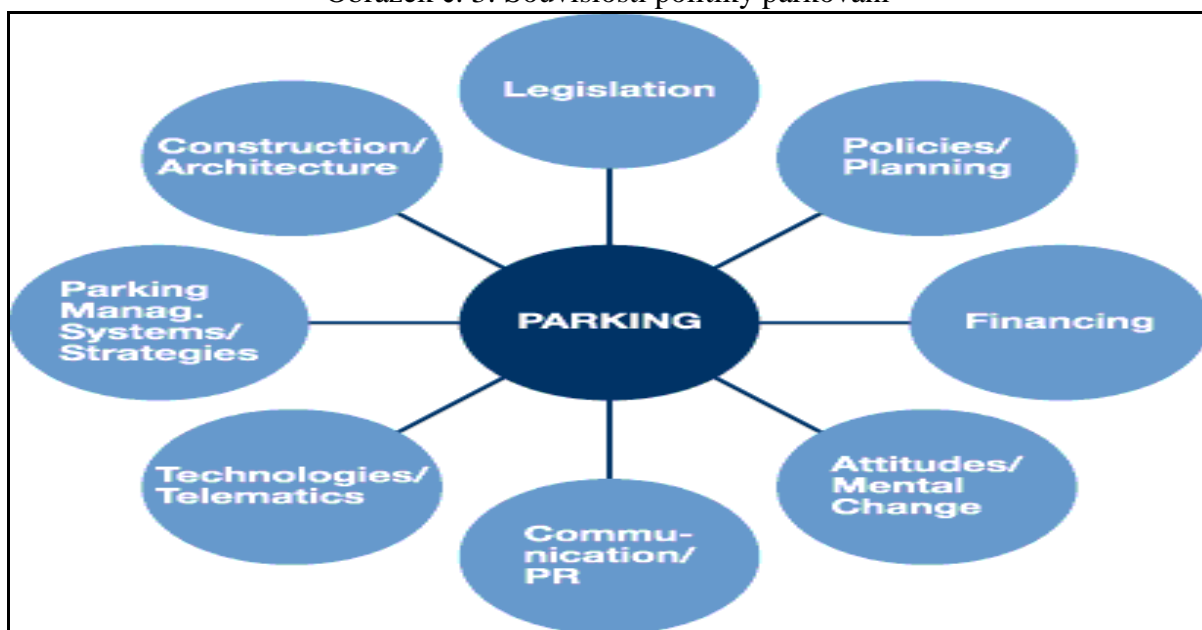 Obrázek č. Souvislosti politiky parkování
Legislation
Construction/
Architecture
Policies/
Planning
Parking
Manag.
Systems/
Strategies
PARKING
Financing
Technologies/
Telematics
Attitudes/
Mental
Change
Commu-
nication/
PR